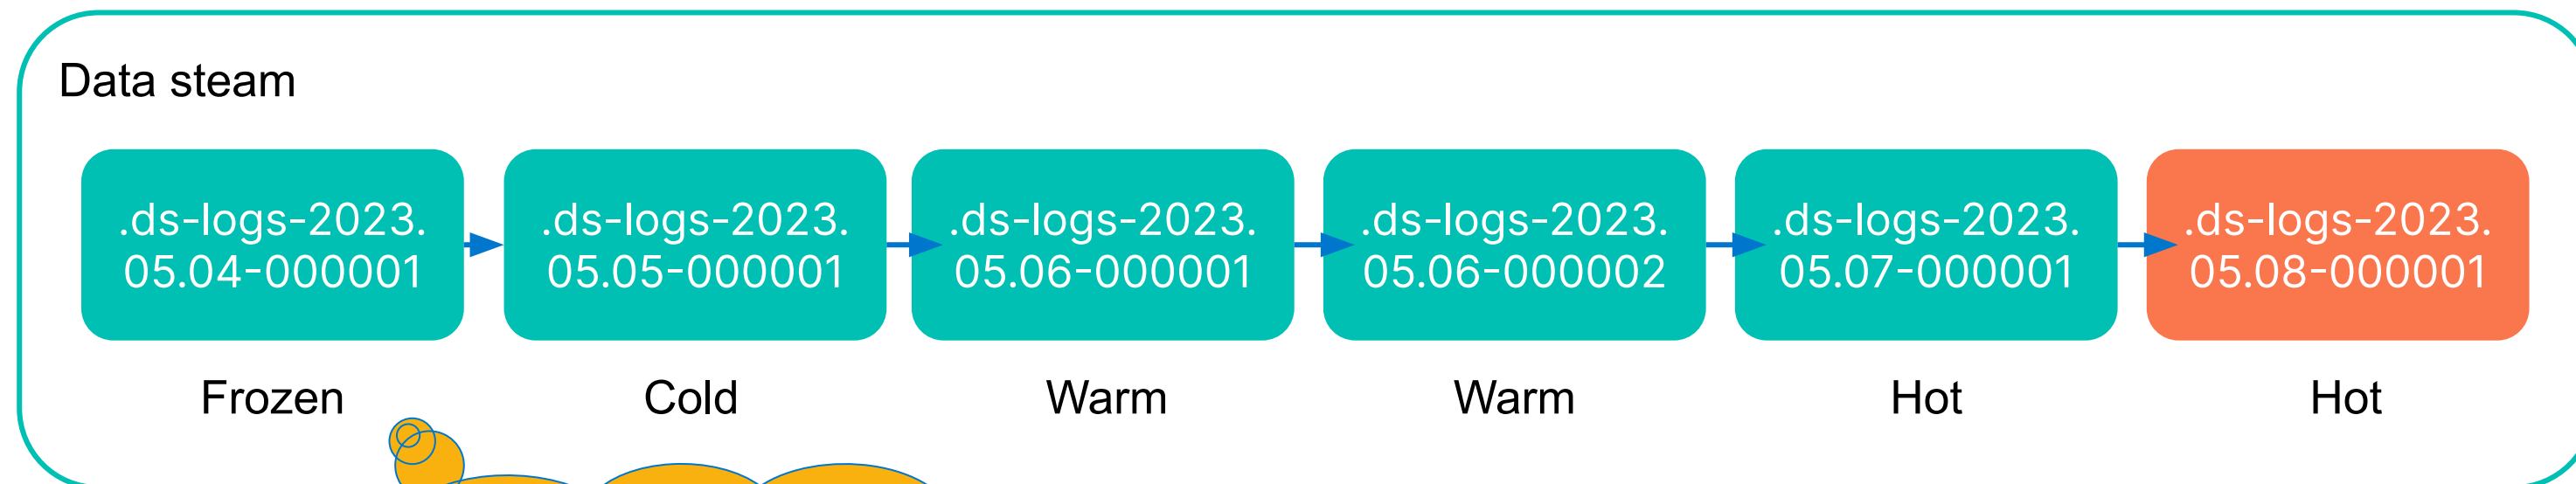 Data steam
.ds-logs-2023.
05.04-000001
.ds-logs-2023.
05.05-000001
.ds-logs-2023.
05.06-000001
.ds-logs-2023.
05.06-000002
.ds-logs-2023.
05.07-000001
.ds-logs-2023.
05.08-000001
Frozen
Cold
Warm
Warm
Hot
Hot